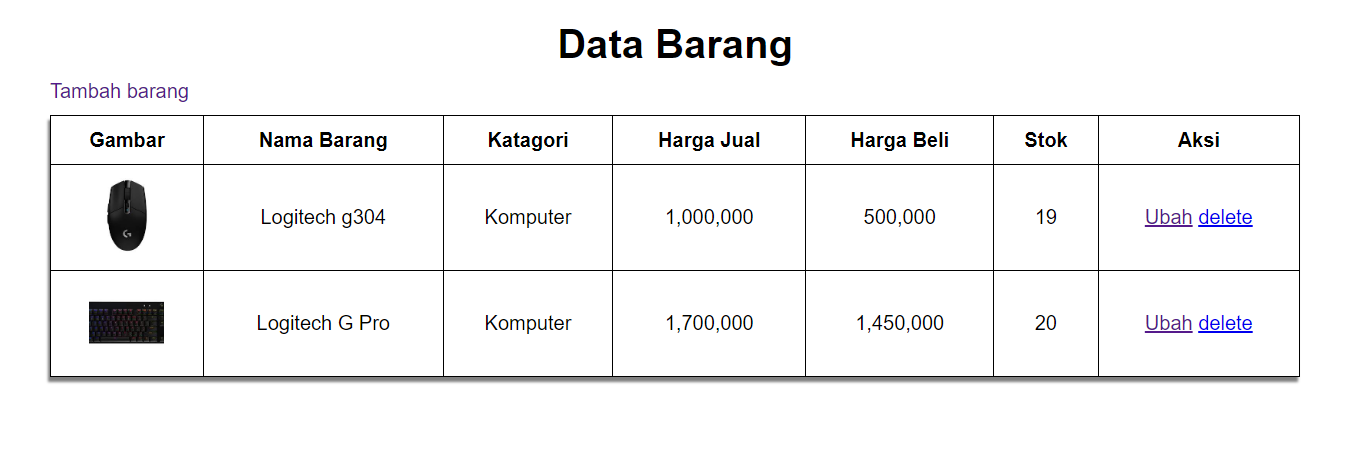 Data Barang
Tambah barang
Gambar Nama Barang Katagori Harga Jual Harga Beli Stok Aksi
Logitech g304 Komputer 1,000,000 500,000 19 Ubah delete
Logitech G Pro Komputer 1,700,000 1,450,000 20 Ubah delete